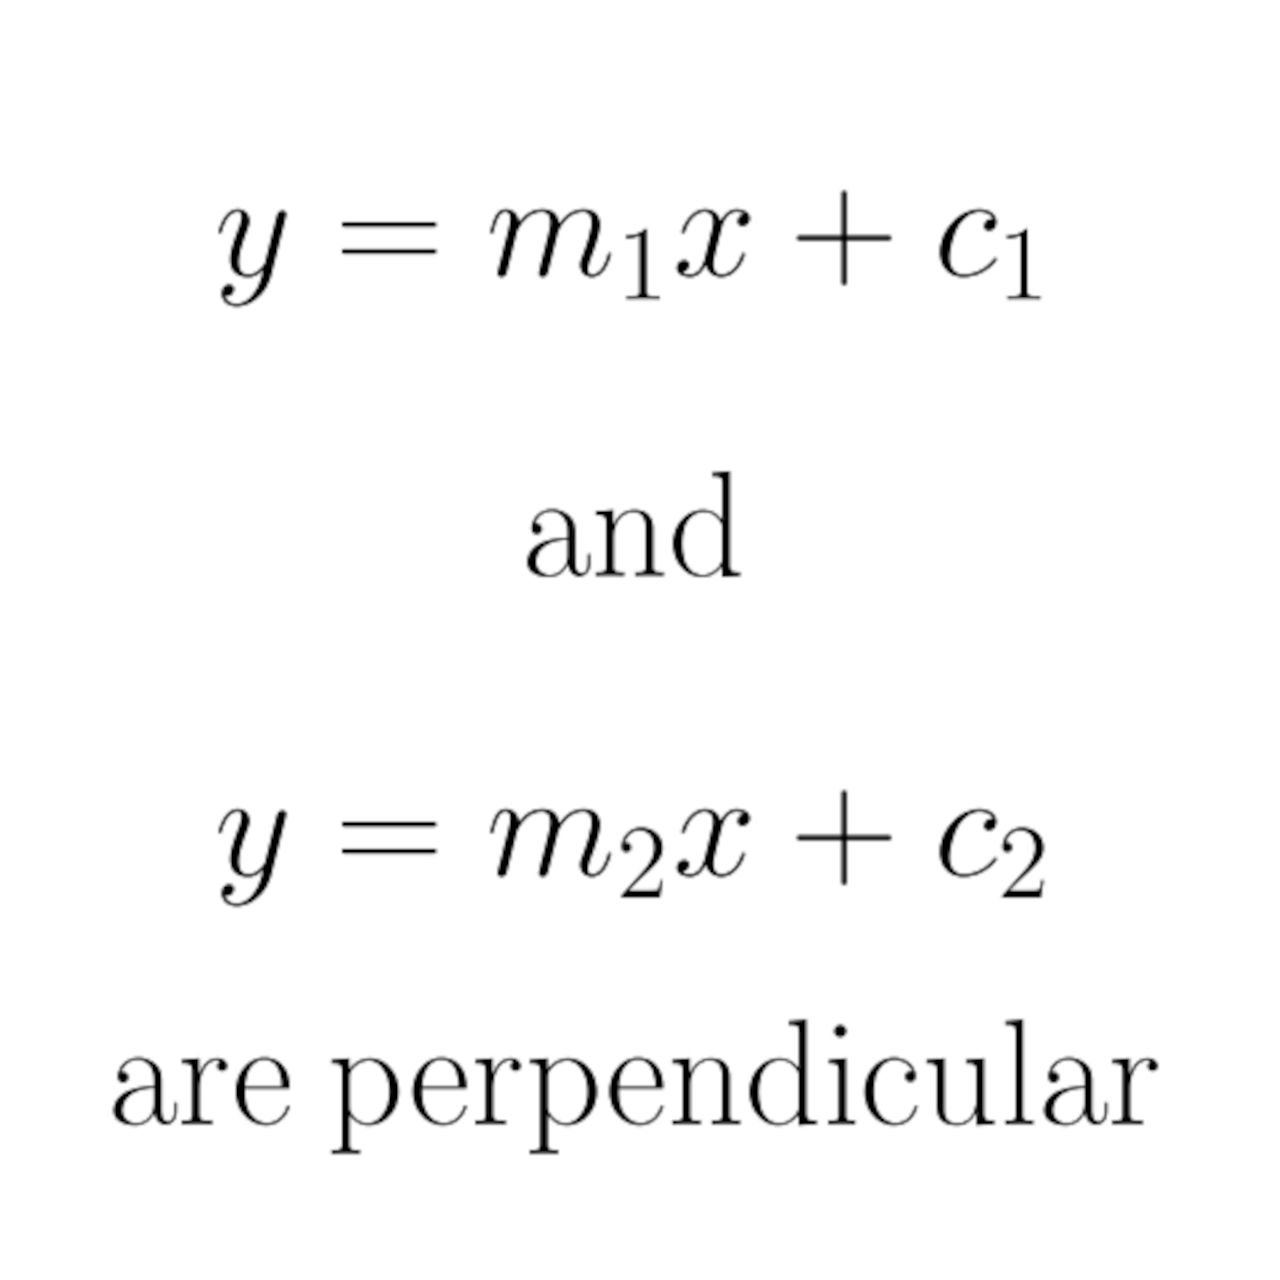 y = m₁x + c₁
and
y = m₂x + c₂
are perpendicular